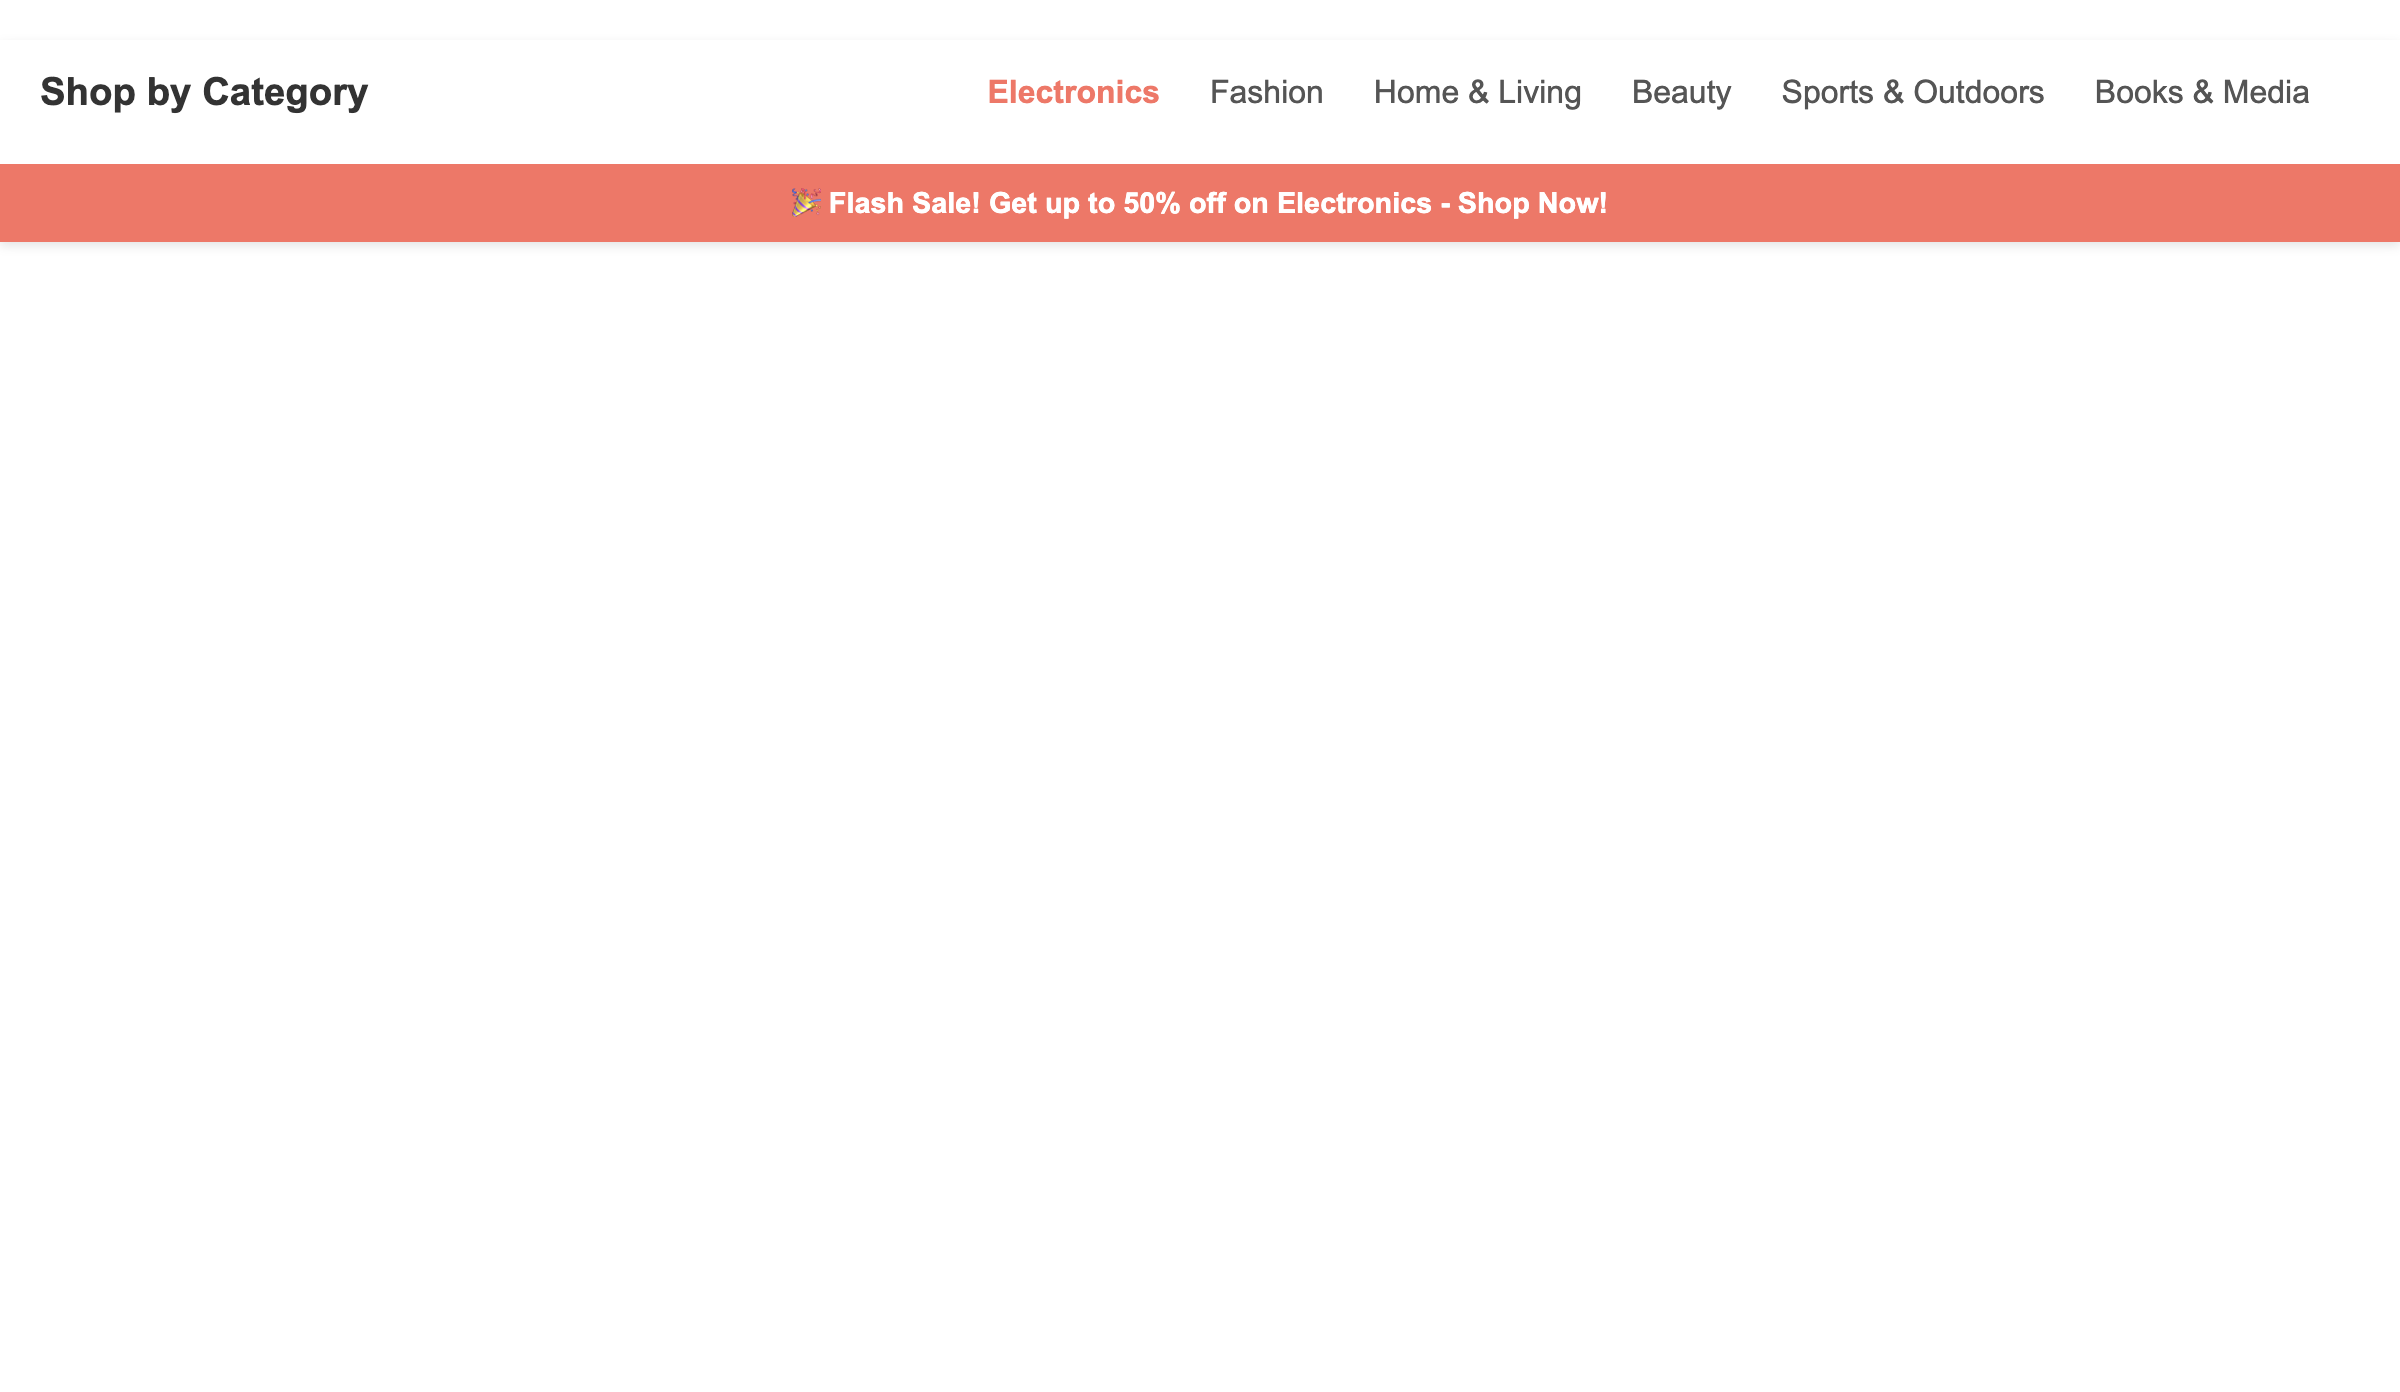 Shop by Category
Electronics Fashion Home & Living Beauty Sports & Outdoors Books & Media
🎉 Flash Sale! Get up to 50% off on Electronics - Shop Now!